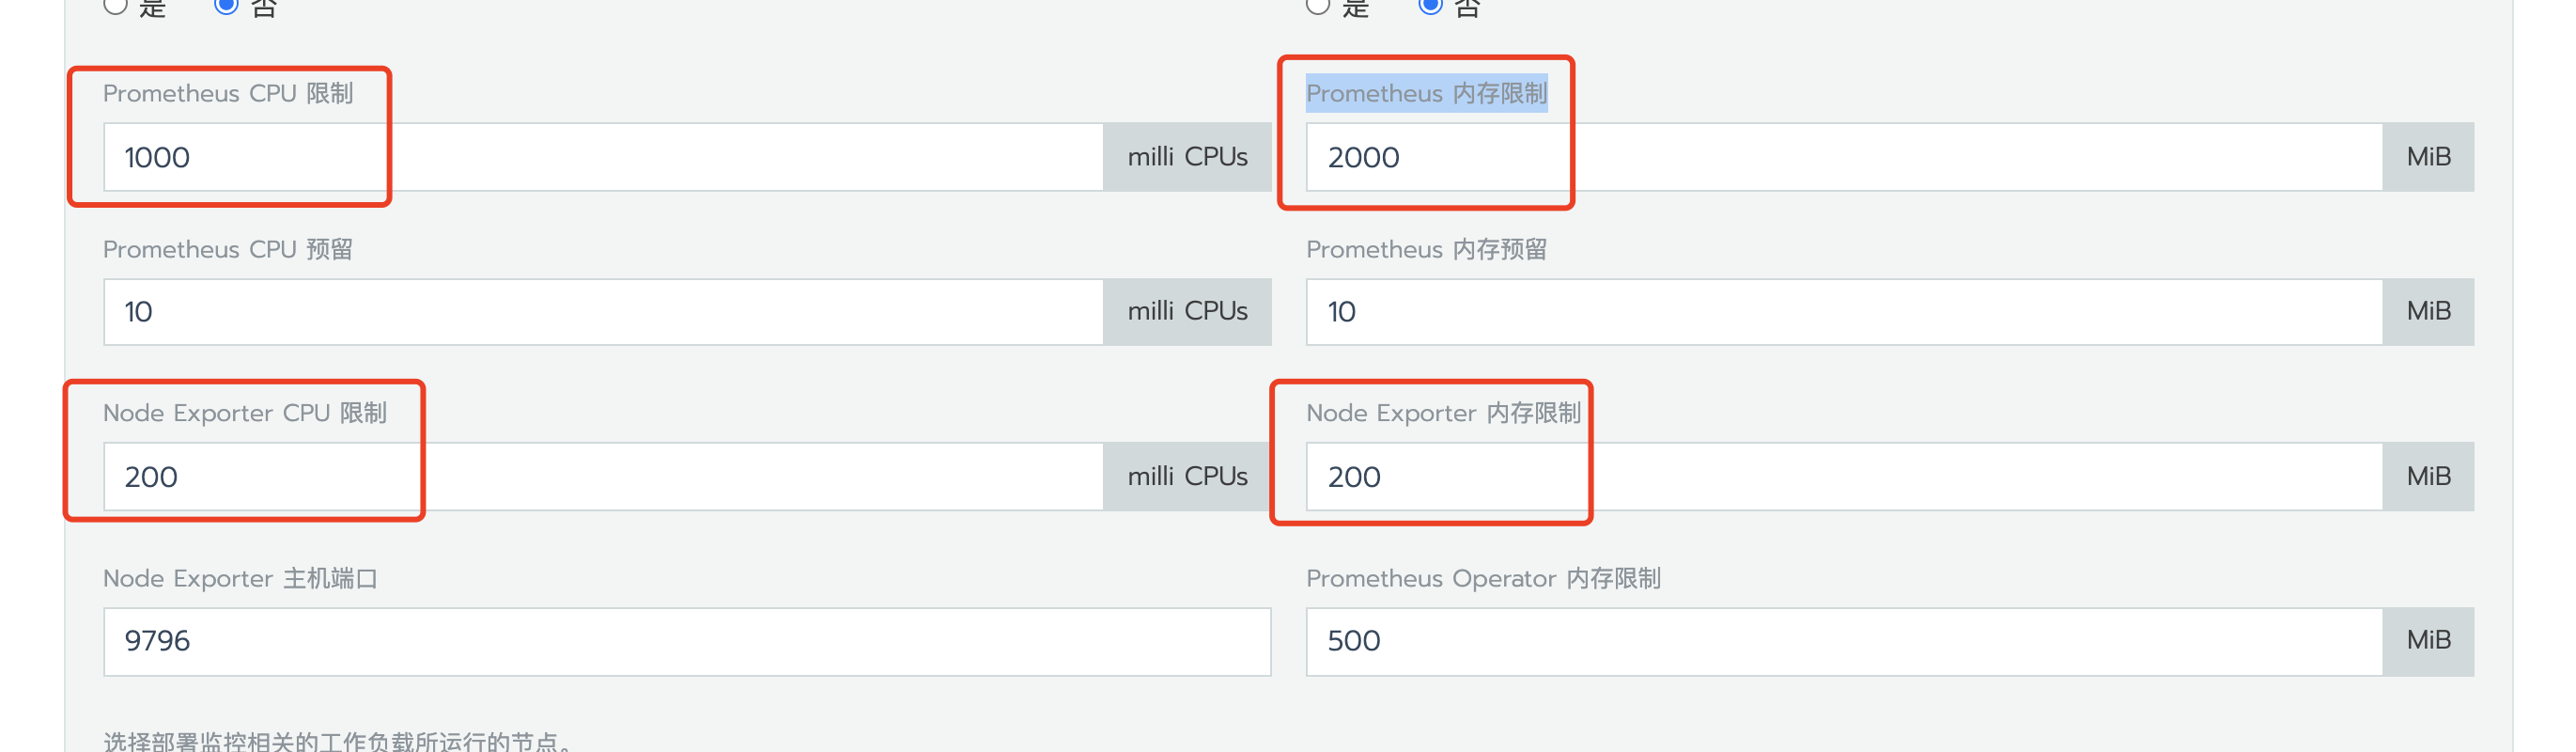 是 否 是 否
Prometheus CPU 限制 Prometheus 内存限制
1000 milli CPUs 2000 MiB
Prometheus CPU 预留 Prometheus 内存预留
10 milli CPUs 10 MiB
Node Exporter CPU 限制 Node Exporter 内存限制
200 milli CPUs 200 MiB
Node Exporter 主机端口 Prometheus Operator 内存限制
9796 500 MiB
选择部署监控相关的工作负载所运行的节点。